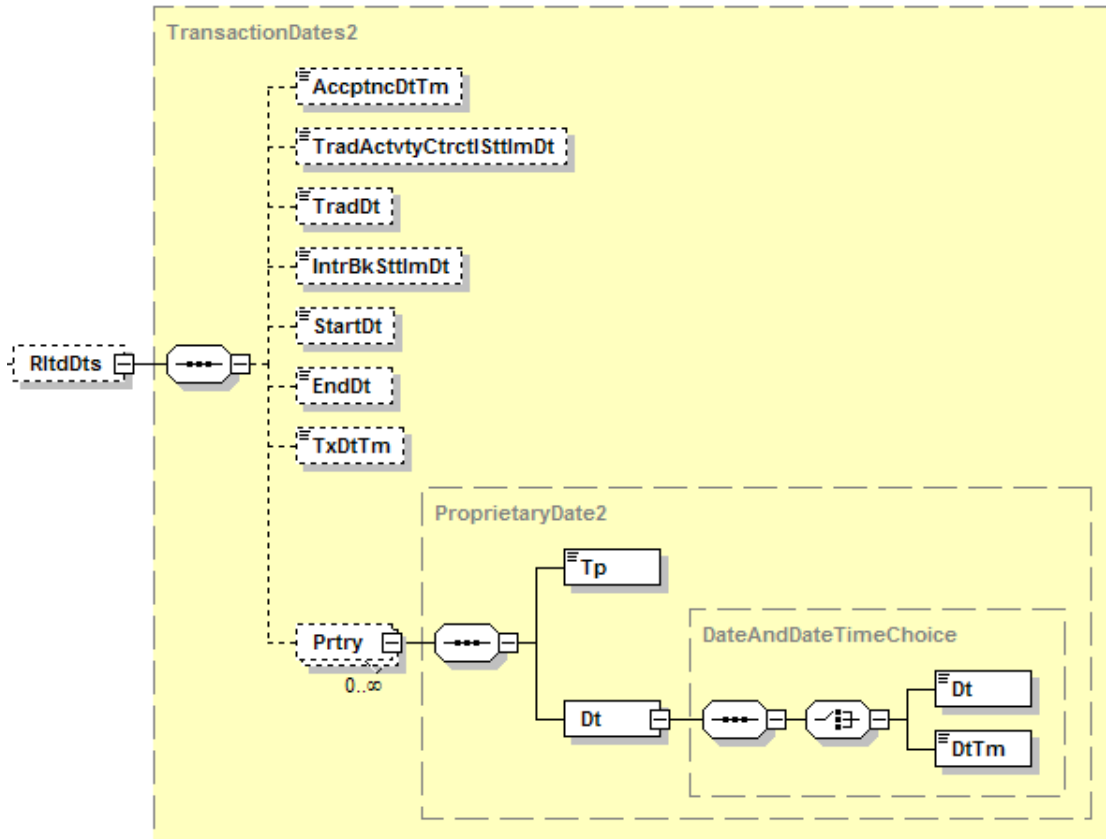 TransactionDates2
AccptncDtTm
TradActvtyCtrctlSttlmDt
TradDt
IntrBkSttlmDt
StartDt
RltdDts
EndDt
TxDtTm
ProprietaryDate2
Tp
DateAndDateTimeChoice
Prtry
0..∞
Dt
Dt
DtTm